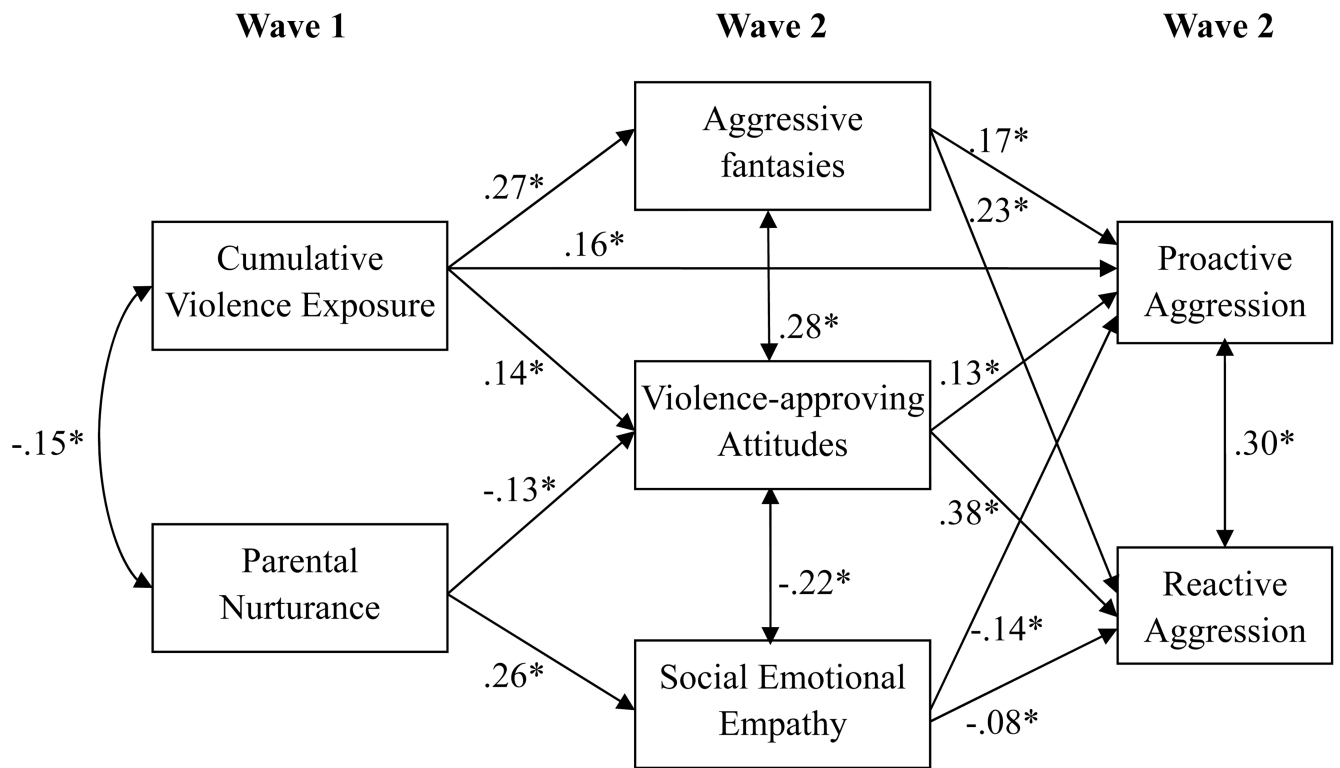 Wave 1
Wave 2
Wave 2
Aggressive
fantasies
.17*
.27*
.23*
.16*
Cumulative
Violence Exposure
Proactive
Aggression
.28*
.14*
.13*
Violence-approving
Attitudes
-.15*
.30*
-.13*
.38*
Parental
Nurturance
-.22*
Reactive
Aggression
-.14*
.26*
Social Emotional
Empathy
-.08*